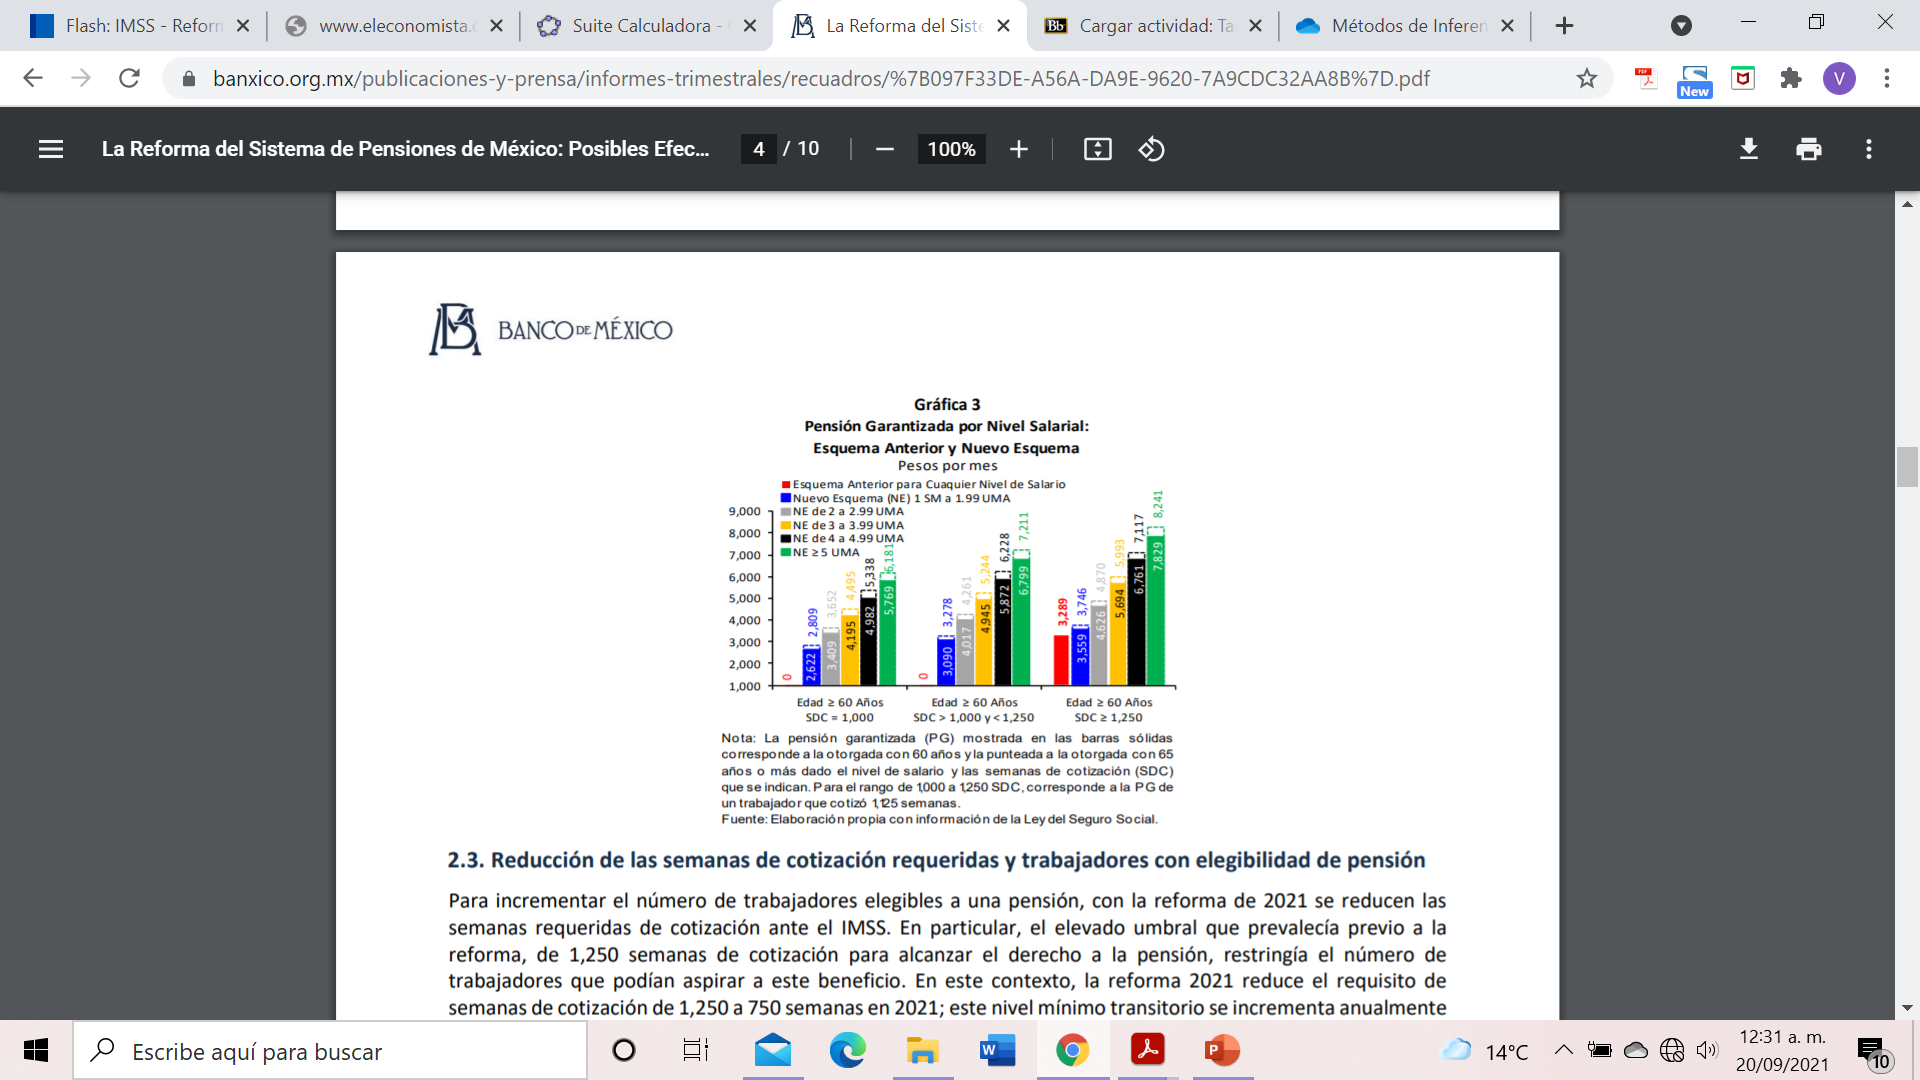 Flash: IMSS - Reforn
www.eleconomista.c
Suite Calculadora -
La Reforma del Siste
Cargar actividad: Ta
Métodos de Inferen
banxico.org.mx/publicaciones-y-prensa/informes-trimestrales/recuadros/%7B097F33DE-A56A-DA9E-9620-7A9CDC32AA8B%7D.pdf
New
V
La Reforma del Sistema de Pensiones de México: Posibles Efec...
4 / 10
100%
BANCO DE MÉXICO
Gráfica 3
Pensión Garantizada por Nivel Salarial:
Esquema Anterior y Nuevo Esquema
Pesos por mes
Esquema Anterior para Cuaquier Nivel de Salario
Nuevo Esquema (NE) 1 SM a 1.99 UMA
NE de 2 a 2.99 UMA
NE de 3 a 3.99 UMA
NE de 4 a 4.99 UMA
NE ≥ 5 UMA
9,000
8,000
7,000
6,000
5,000
4,000
3,000
2,000
1,000
0
2,622
2,809
3,409
3,652
4,195
4,495
4,982
5,338
5,769
6,181
0
3,090
3,278
4,017
4,261
4,945
5,244
5,872
6,228
6,799
7,211
3,289
3,559
3,746
4,626
4,870
5,694
5,993
6,761
7,117
7,829
8,241
Edad ≥ 60 Años
SDC = 1,000
Edad ≥ 60 Años
SDC > 1,000 y < 1,250
Edad ≥ 60 Años
SDC ≥ 1,250
Nota: La pensión garantizada (PG) mostrada en las barras sólidas
corresponde a la otorgada con 60 años y la punteada a la otorgada con 65
años o más dado el nivel de salario y las semanas de cotización (SDC)
que se indican. Para el rango de 1,000 a 1,250 SDC, corresponde a la PG de
un trabajador que cotizó 1,125 semanas.
Fuente: Elaboración propia con información de la Ley del Seguro Social.
2.3. Reducción de las semanas de cotización requeridas y trabajadores con elegibilidad de pensión
Para incrementar el número de trabajadores elegibles a una pensión, con la reforma de 2021 se reducen las
semanas requeridas de cotización ante el IMSS. En particular, el elevado umbral que prevalecía previo a la
reforma, de 1,250 semanas de cotización para alcanzar el derecho a la pensión, restringía el número de
trabajadores que podían aspirar a este beneficio. En este contexto, la reforma 2021 reduce el requisito de
semanas de cotización de 1,250 a 750 semanas en 2021; este nivel mínimo transitorio se incrementa anualmente
Escribe aquí para buscar
14°C
12:31 a. m.
20/09/2021
10